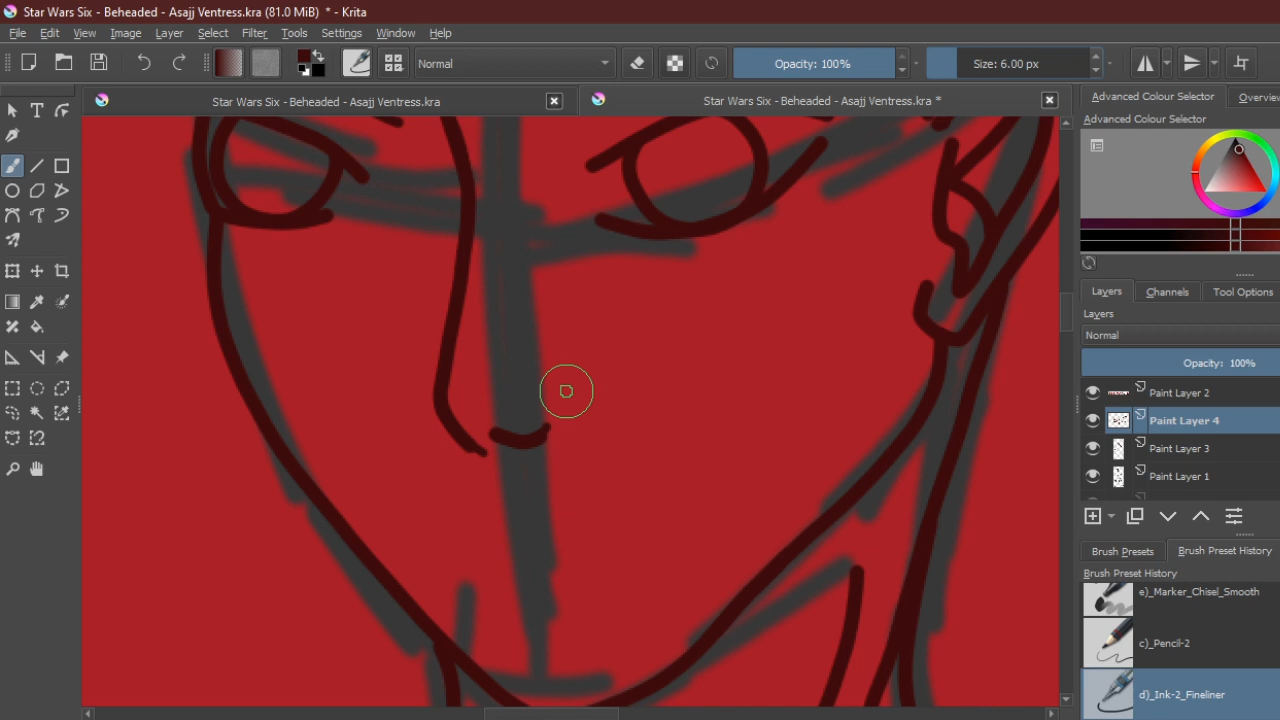 Star Wars Six - Beheaded - Asajj Ventress.kra (81.0 MiB) * - Krita
File Edit View Image Layer Select Filter Tools Settings Window Help
Normal
Opacity: 100%
Size: 6.00 px
Star Wars Six - Beheaded - Asajj Ventress.kra
Star Wars Six - Beheaded - Asajj Ventress.kra *
Advanced Colour Selector
Overview
Advanced Colour Selector
Layers
Channels
Tool Options
Layers
Normal
Opacity: 100%
Paint Layer 2
Paint Layer 4
Paint Layer 3
Paint Layer 1
Brush Presets
Brush Preset History
Brush Preset History
e)_Marker_Chisel_Smooth
c)_Pencil-2
d)_Ink-2_Fineliner